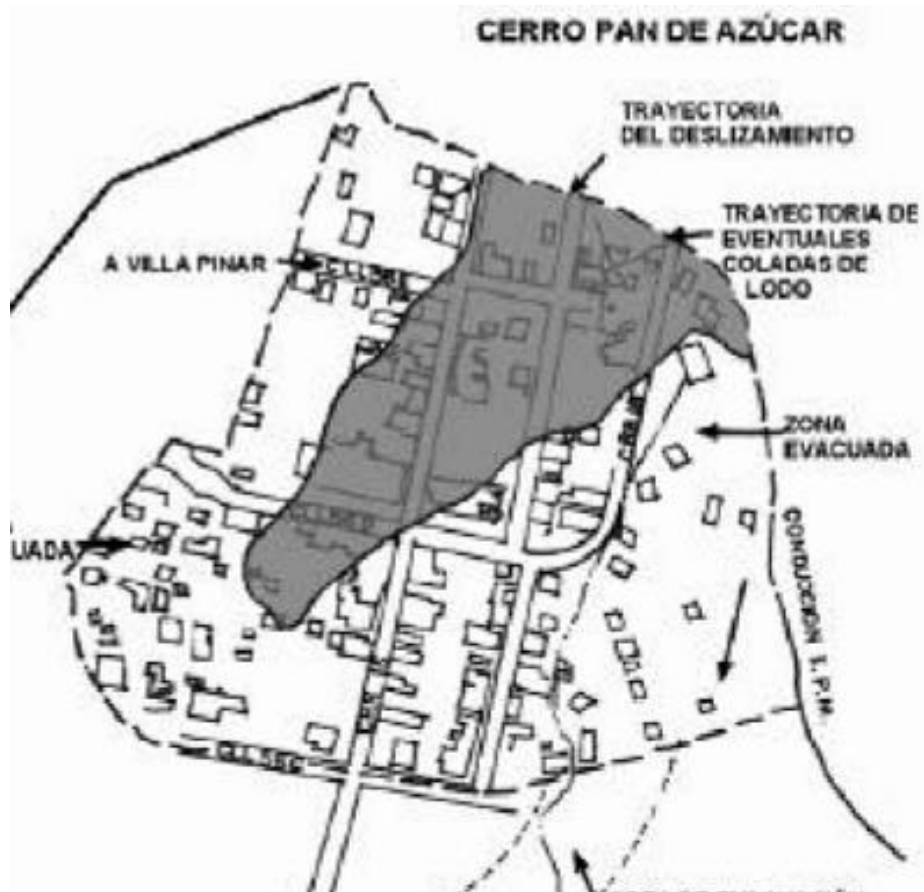 CERRO PAN DE AZÚCAR
TRAYECTORIA
DEL DESLIZAMIENTO
TRAYECTORIA DE
EVENTUALES
COLADAS DE
LODO
A VILLA PINAR
ZONA
EVACUADA
UADA
CONDUCCION T.P.M.